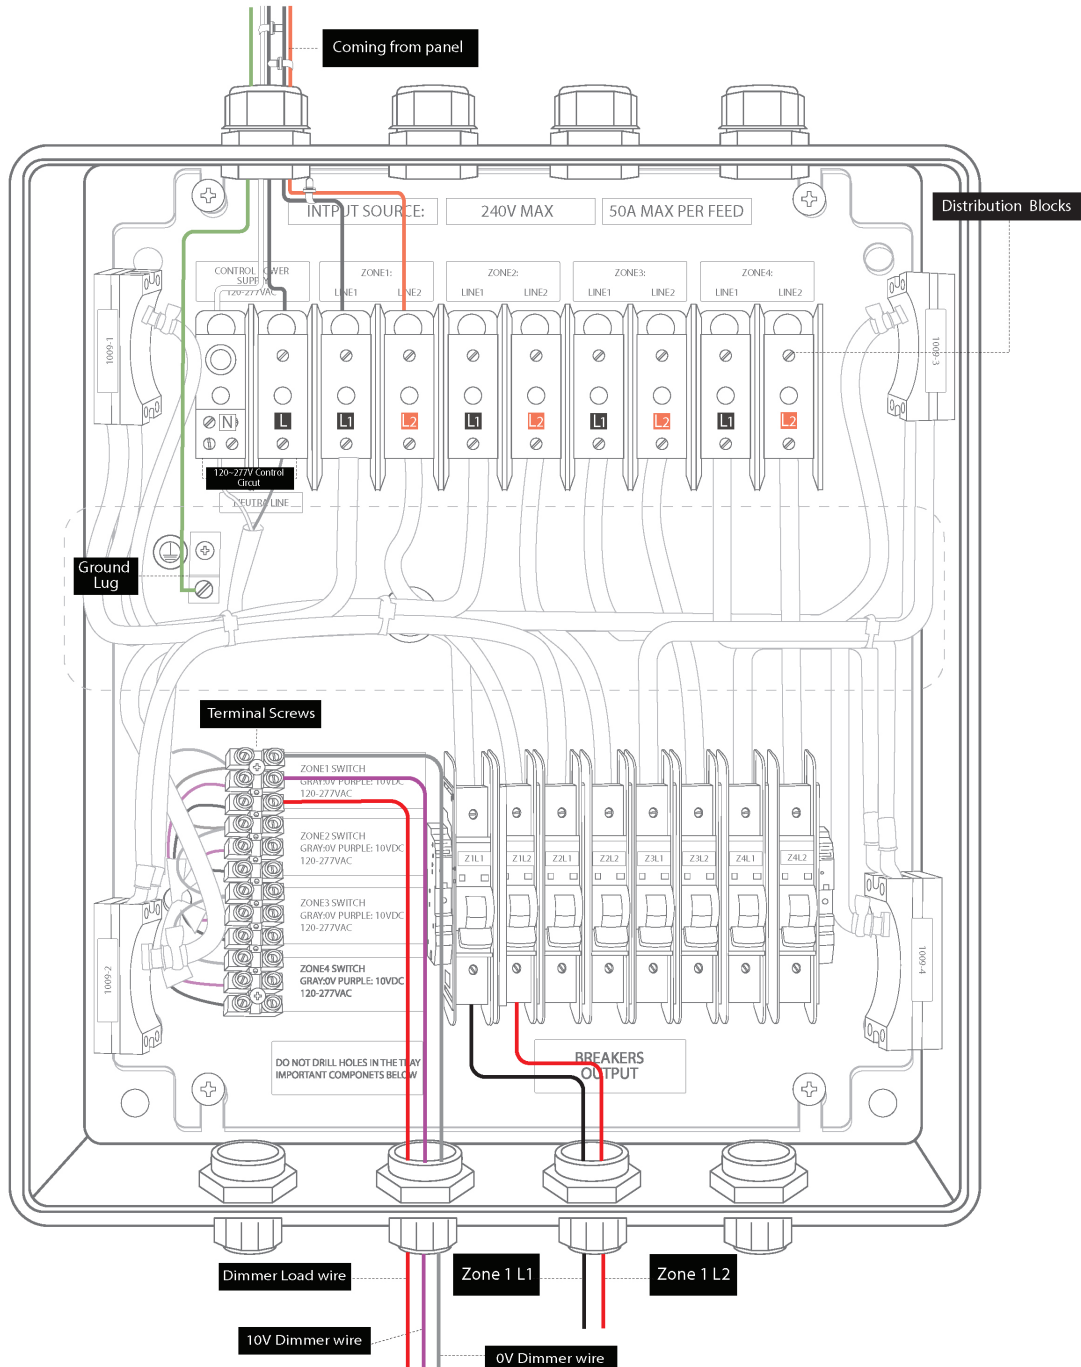 Coming from panel
Distribution Blocks
INTPUT SOURCE:
240V MAX
50A MAX PER FEED
CONTROL POWER
SUPPLY
120-277VAC
ZONE1:
LINE1 LINE2
ZONE2:
LINE1 LINE2
ZONE3:
LINE1 LINE2
ZONE4:
LINE1 LINE2
1009-1
1009-3
N
L
L1
L2
L1
L2
L1
L2
L1
L2
120~277V Control
Circut
NEUTRA LINE
Ground
Lug
Terminal Screws
ZONE1 SWITCH
GRAY:0V PURPLE: 10VDC
120-277VAC
ZONE2 SWITCH
GRAY:0V PURPLE: 10VDC
120-277VAC
ZONE3 SWITCH
GRAY:0V PURPLE: 10VDC
120-277VAC
ZONE4 SWITCH
GRAY:0V PURPLE: 10VDC
120-277VAC
Z1L1
Z1L2
Z2L1
Z2L2
Z3L1
Z3L2
Z4L1
Z4L2
1009-2
1009-4
DO NOT DRILL HOLES IN THE TRAY
IMPORTANT COMPONETS BELOW
BREAKERS
OUTPUT
Dimmer Load wire
Zone 1 L1
Zone 1 L2
10V Dimmer wire
0V Dimmer wire